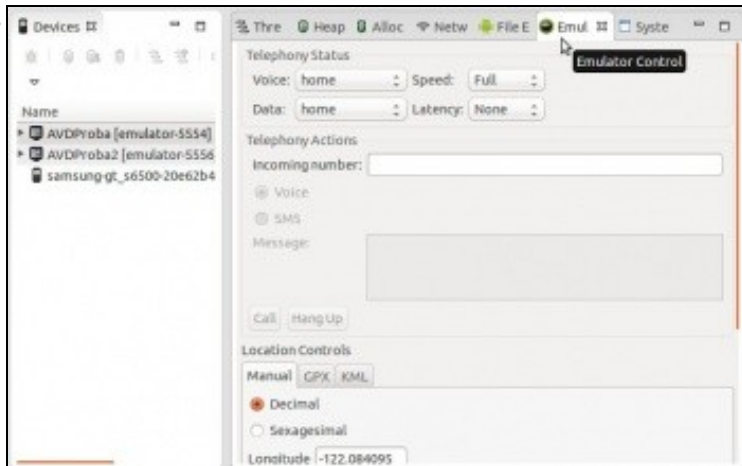 Devices
Thre Heap Alloc Netw File E Emul Syste
Emulator Control
Name
AVDProba [emulator-5554]
AVDProba2 [emulator-5556
samsung-gt_s6500-20e62b4
Telephony Status
Voice: home Speed: Full
Data: home Latency: None
Telephony Actions
Incoming number:
Voice
SMS
Message:
Call Hang Up
Location Controls
Manual GPX KML
Decimal
Sexagesimal
Longitude -122.084095